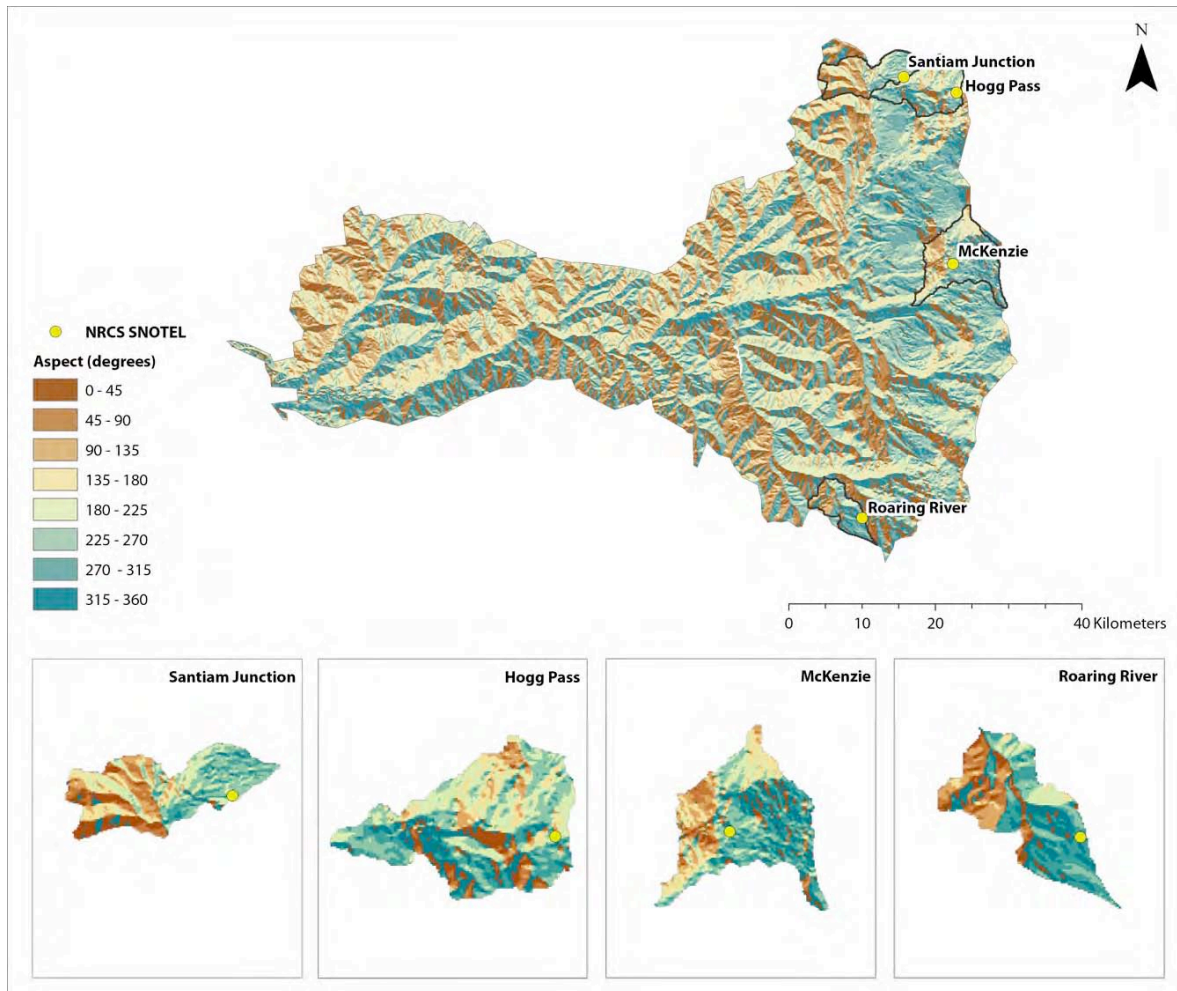 N
Santiam Junction
Hogg Pass
McKenzie
Roaring River
NRCS SNOTEL
Aspect (degrees)
0 - 45
45 - 90
90 - 135
135 - 180
180 - 225
225 - 270
270 - 315
315 - 360
0 10 20 40 Kilometers
Santiam Junction
Hogg Pass
McKenzie
Roaring River